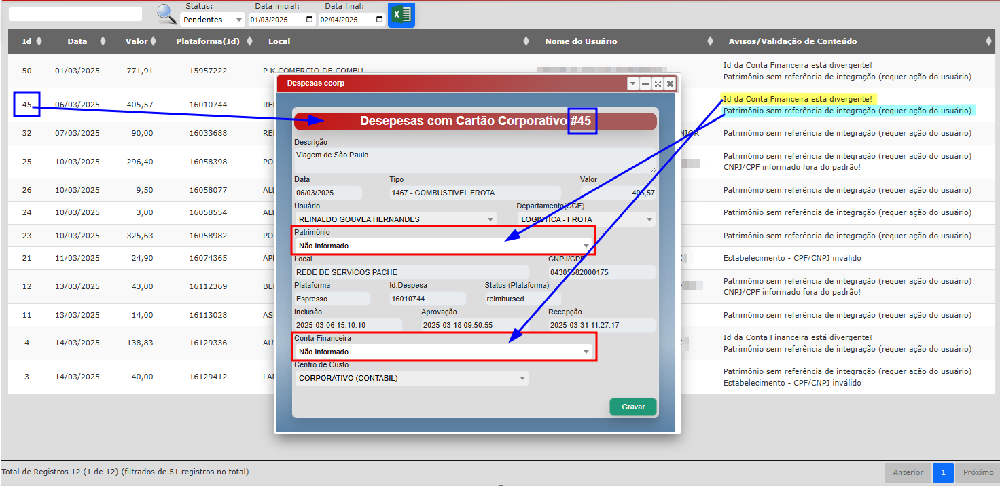 Status: Data inicial: Data final:
Pendentes 01/03/2025 02/04/2025
Id Data Valor Plataforma(Id) Local Nome do Usuário Avisos/Validação de Conteúdo
50 01/03/2025 771,91 15957222 P K COMERCIO DE COMBU Id da Conta Financeira está divergente!
Patrimônio sem referência de integração (requer ação do usuário)
45 06/03/2025 405,57 16010744 Id da Conta Financeira está divergente!
Patrimônio sem referência de integração (requer ação do usuário)
32 07/03/2025 90,00 16033688 Patrimônio sem referência de integração (requer ação do usuário)
25 10/03/2025 296,40 16058398 PO Patrimônio sem referência de integração (requer ação do usuário)
CNPJ/CPF informado fora do padrão!
26 10/03/2025 9,50 16058077 ALI Patrimônio sem referência de integração (requer ação do usuário)
24 10/03/2025 3,00 16058554 ALI Patrimônio sem referência de integração (requer ação do usuário)
23 10/03/2025 325,63 16058982 PO Patrimônio sem referência de integração (requer ação do usuário)
21 11/03/2025 24,90 16074365 Estabelecimento - CPF/CNPJ inválido
12 13/03/2025 43,00 16112369 Patrimônio sem referência de integração (requer ação do usuário)
CNPJ/CPF informado fora do padrão!
11 13/03/2025 14,00 16113028 AS Patrimônio sem referência de integração (requer ação do usuário)
4 14/03/2025 138,83 16129336 AU Id da Conta Financeira está divergente!
Patrimônio sem referência de integração (requer ação do usuário)
3 14/03/2025 40,00 16129412 LAI Patrimônio sem referência de integração (requer ação do usuário)
Estabelecimento - CPF/CNPJ inválido
Despesas ccorp
Desepesas com Cartão Corporativo #45
Descrição
Viagem de São Paulo
Data Tipo Valor
06/03/2025 1467 - COMBUSTIVEL FROTA 405,57
Usuário Departamento(CCF)
REINALDO GOUVEA HERNANDES LOGISTICA - FROTA
Patrimônio
Não Informado
Local CNPJ/CPF
REDE DE SERVICOS PACHE 04305582000175
Plataforma Id.Despesa Status (Plataforma)
Espresso 16010744 reimbursed
Inclusão Aprovação Recepção
2025-03-06 15:10:10 2025-03-18 09:50:55 2025-03-31 11:27:17
Conta Financeira
Não Informado
Centro de Custo
CORPORATIVO (CONTABIL)
Gravar
Total de Registros 12 (1 de 12) (filtrados de 51 registros no total)
Anterior 1 Próximo